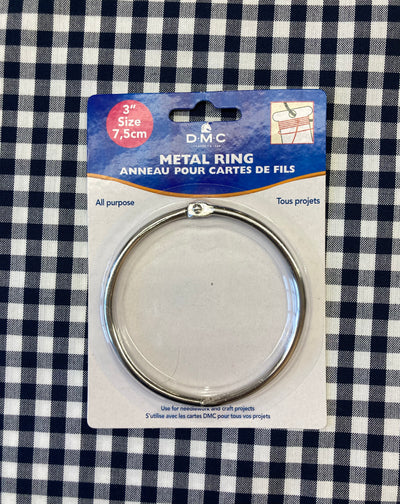 3"
Size
7,5cm
DMC
METAL RING
ANNEAU POUR CARTES DE FILS
All purpose
Tous projets
Use for needlework and craft projects
S'utilise avec les cartes DMC pour tous vos projets